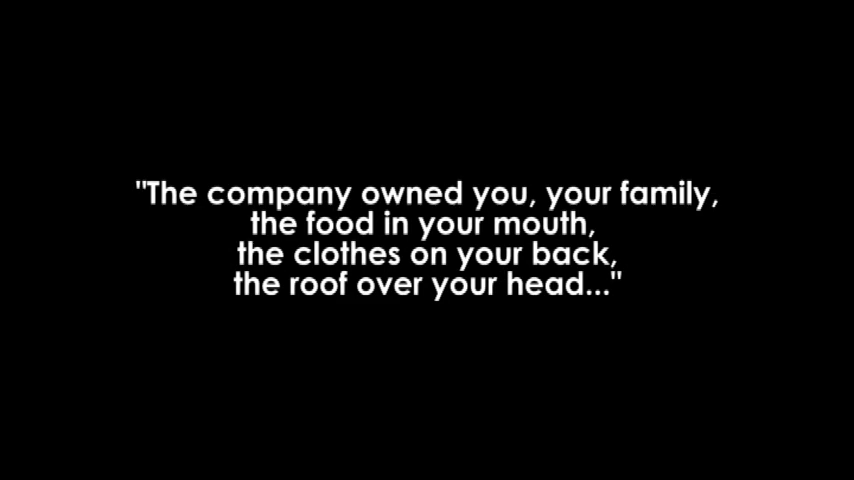 "The company owned you, your family,
the food in your mouth,
the clothes on your back,
the roof over your head..."